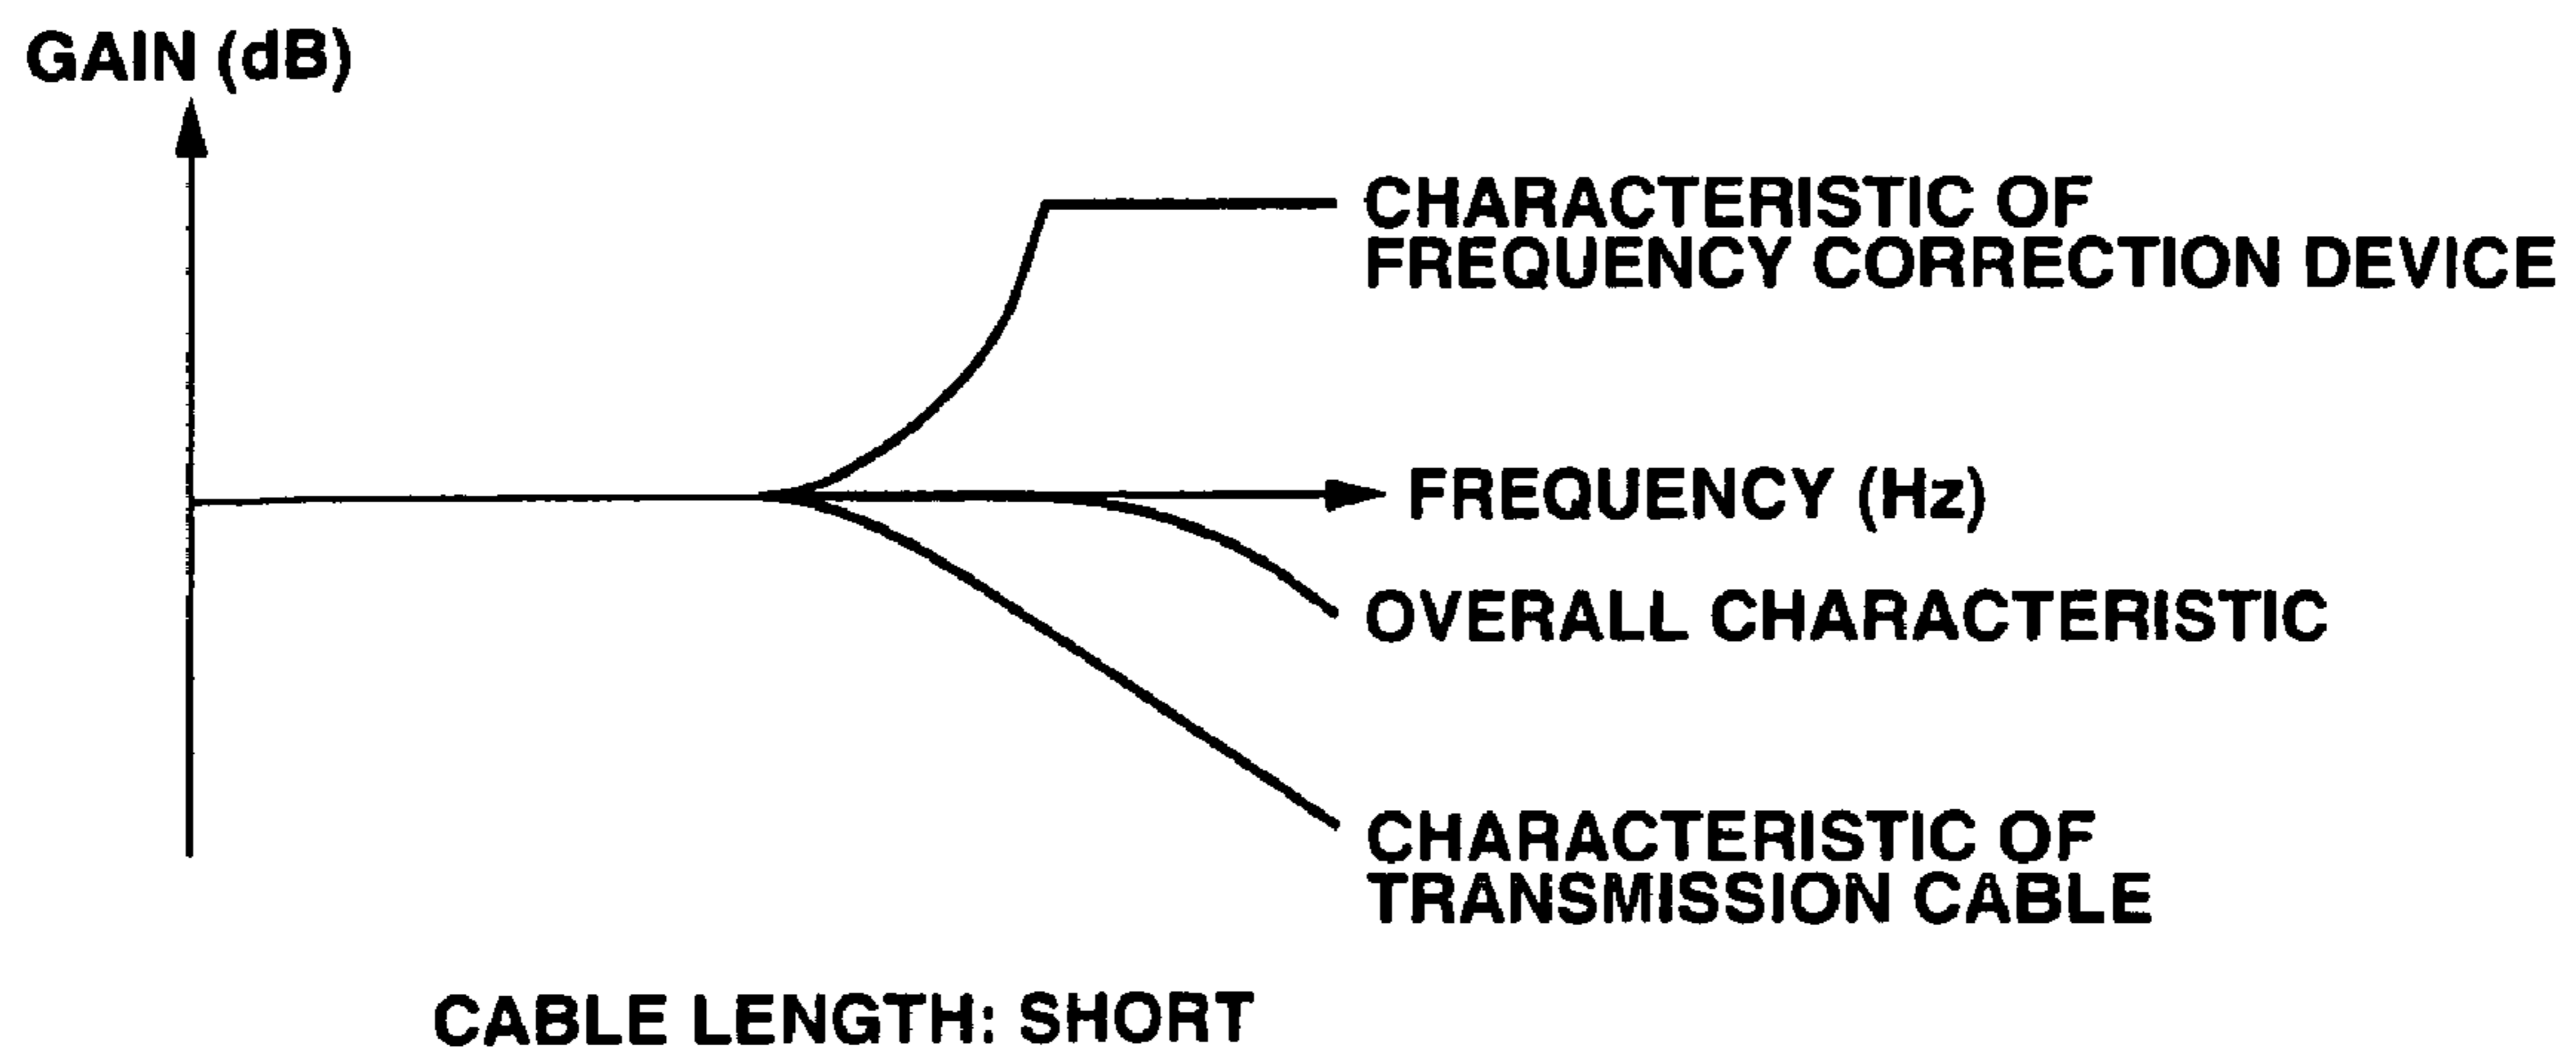 GAIN (dB)
CHARACTERISTIC OF
FREQUENCY CORRECTION DEVICE
FREQUENCY (Hz)
OVERALL CHARACTERISTIC
CHARACTERISTIC OF
TRANSMISSION CABLE
CABLE LENGTH: SHORT